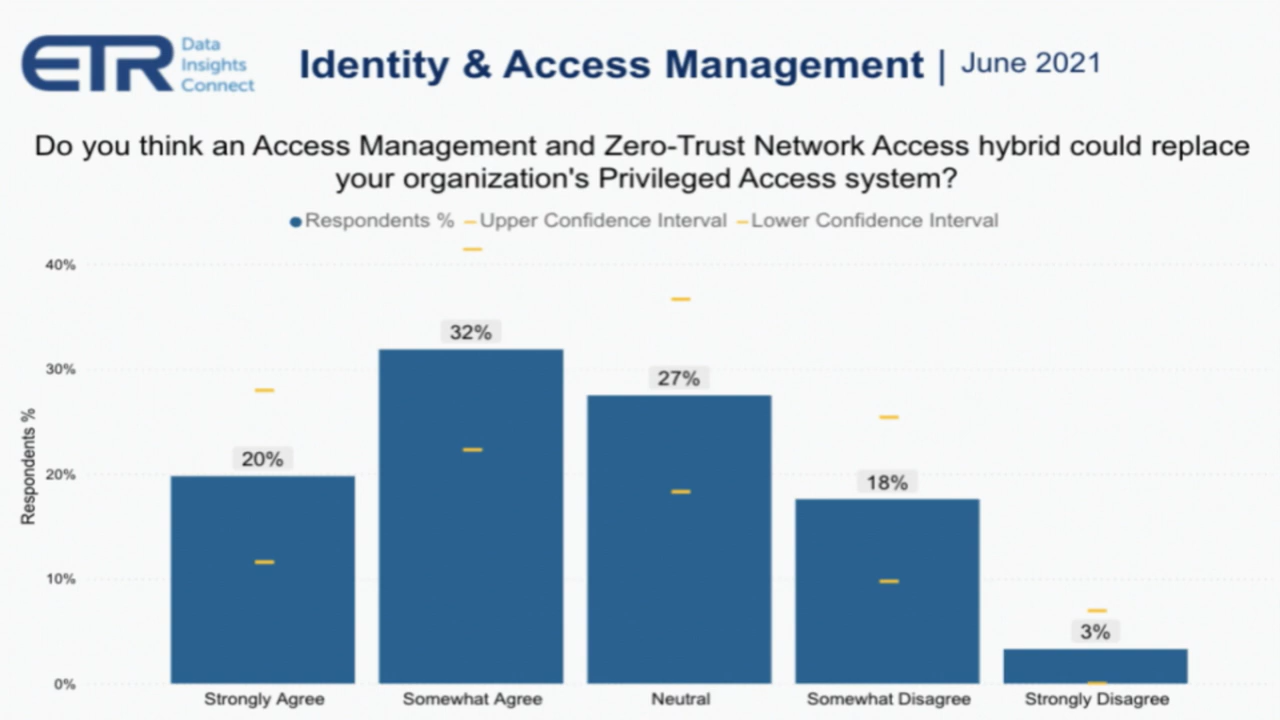 ETR
Data
Insights
Connect
Identity & Access Management | June 2021
Do you think an Access Management and Zero-Trust Network Access hybrid could replace
your organization's Privileged Access system?
Respondents % Upper Confidence Interval Lower Confidence Interval
Respondents %
40%
30%
20%
10%
0%
20%
32%
27%
18%
3%
Strongly Agree Somewhat Agree Neutral Somewhat Disagree Strongly Disagree